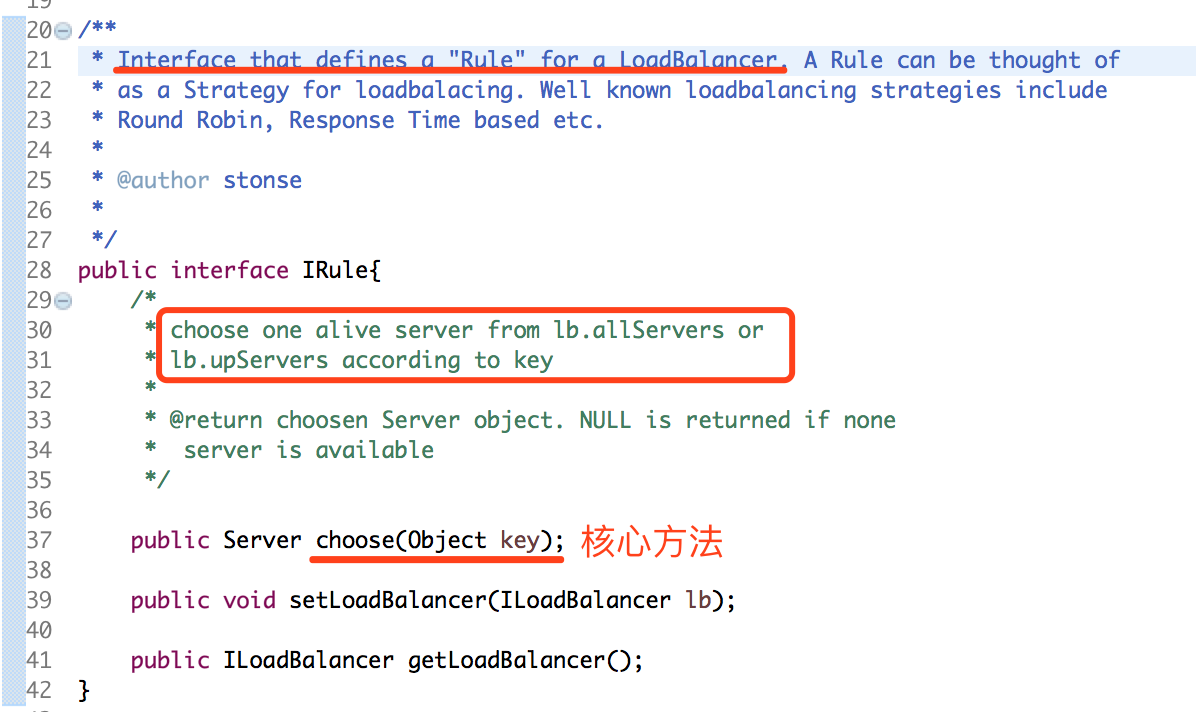 19
20 /**
21 * Interface that defines a "Rule" for a LoadBalancer. A Rule can be thought of
22 * as a Strategy for loadbalacing. Well known loadbalancing strategies include
23 * Round Robin, Response Time based etc.
24 *
25 * @author stonse
26 *
27 */
28 public interface IRule{
29 /*
30 * choose one alive server from lb.allServers or
31 * lb.upServers according to key
32 *
33 * @return choosen Server object. NULL is returned if none
34 * server is available
35 */
36
37 public Server choose(Object key); 核心方法
38
39 public void setLoadBalancer(ILoadBalancer lb);
40
41 public ILoadBalancer getLoadBalancer();
42 }